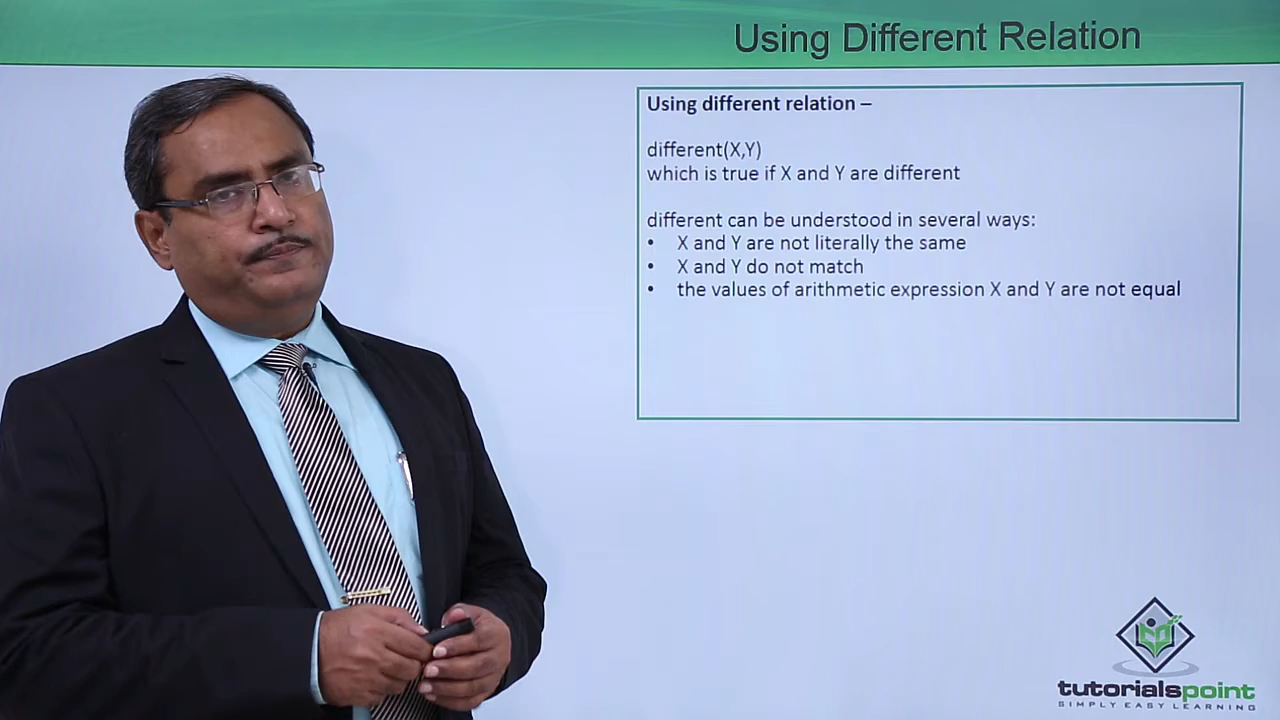 Using Different Relation
Using different relation –
different(X,Y)
which is true if X and Y are different
different can be understood in several ways:
• X and Y are not literally the same
• X and Y do not match
• the values of arithmetic expression X and Y are not equal
tutorialspoint
SIMPLY EASY LEARNING